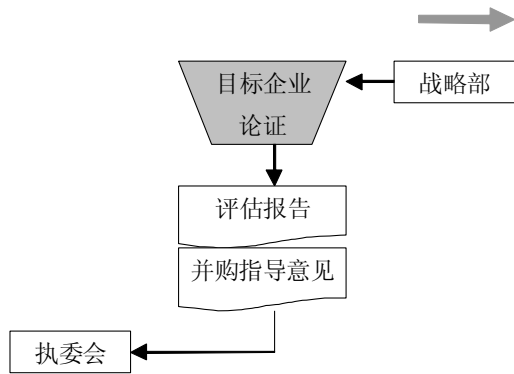 目标企业
论证
战略部
评估报告
并购指导意见
执委会